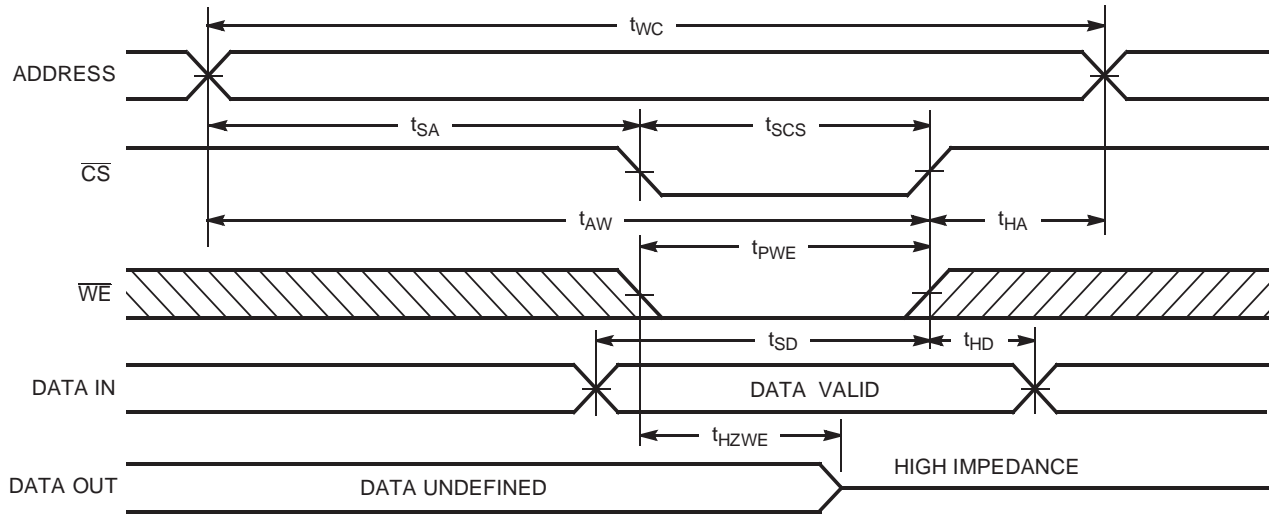 tWC
ADDRESS
tSA
tSCS
CS
tAW
tHA
tPWE
WE
tSD
tHD
DATA IN
DATA VALID
tHZWE
DATA OUT
DATA UNDEFINED
HIGH IMPEDANCE